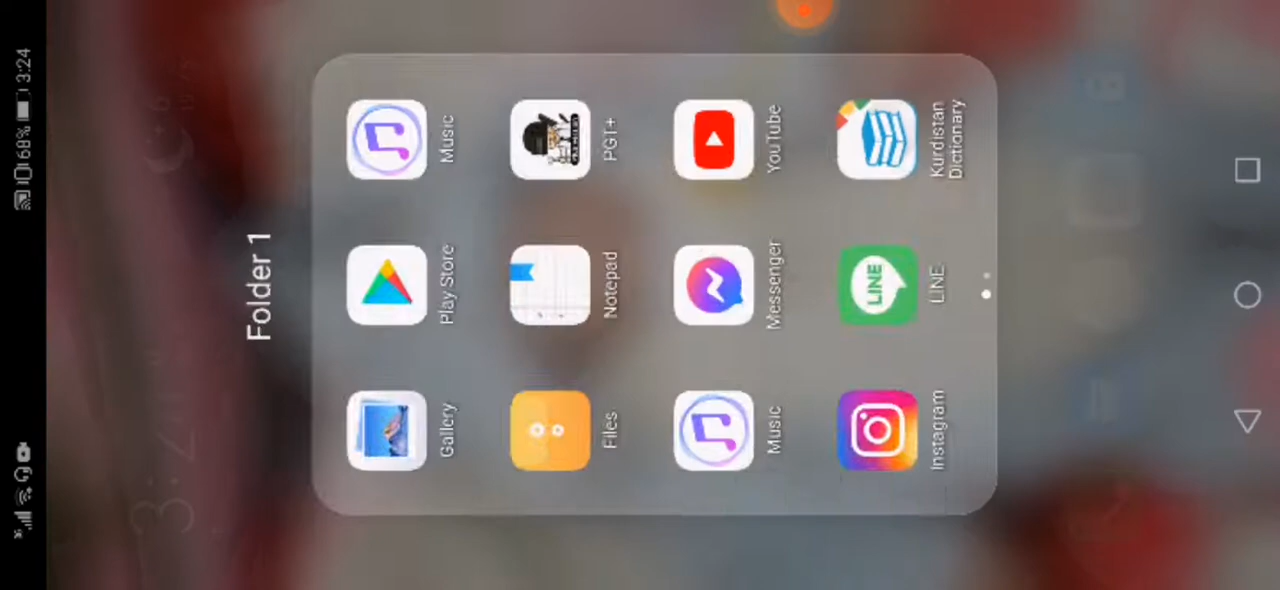 68% 3:24
Folder 1
Gallery
Play Store
Music
Files
Notepad
PGT+
Music
Messenger
YouTube
Instagram
LINE
LINE
Kurdistan
Dictionary